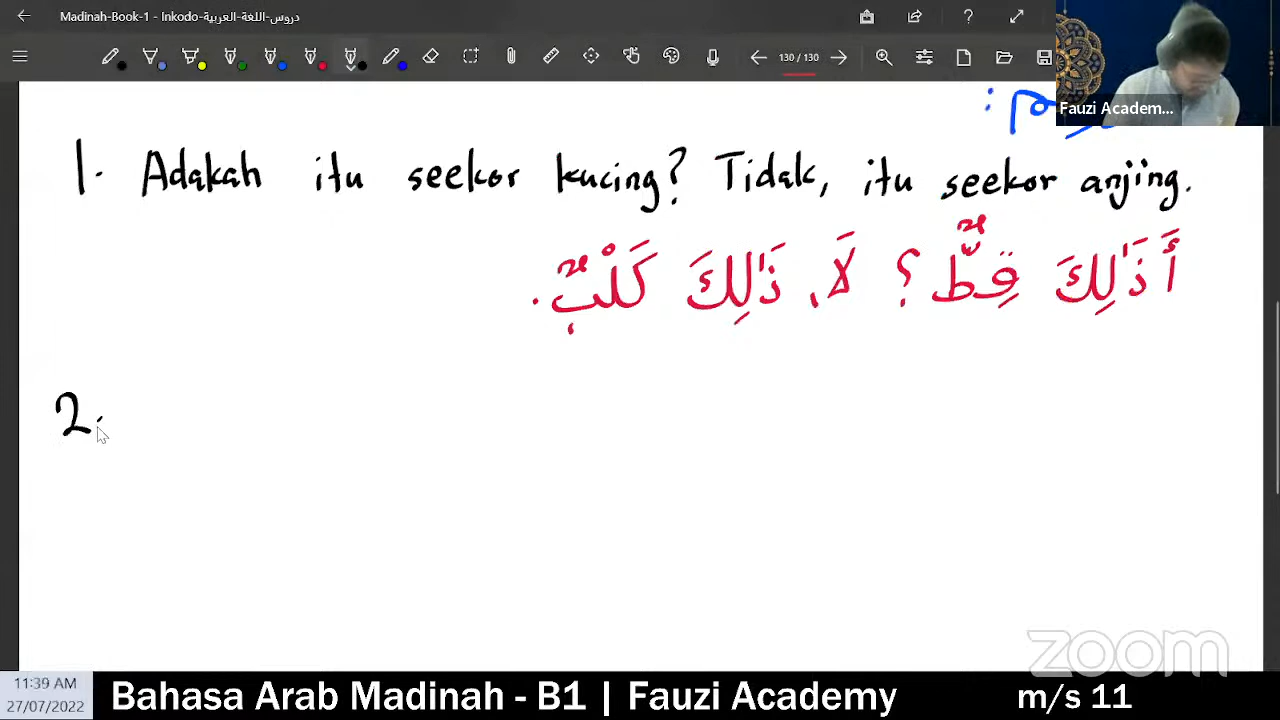 Madinah-Book-1 - Inkodo-دروس-اللغة-العربية
130 / 130
Fauzi Academ...
1. Adakah itu seekor kucing? Tidak, itu seekor anjing.
أَذَٰلِكَ قِطٌّ؟ لَا، ذَٰلِكَ كَلْبٌ.
2.
zoom
11:39 AM
27/07/2022
Bahasa Arab Madinah - B1 | Fauzi Academy
m/s 11